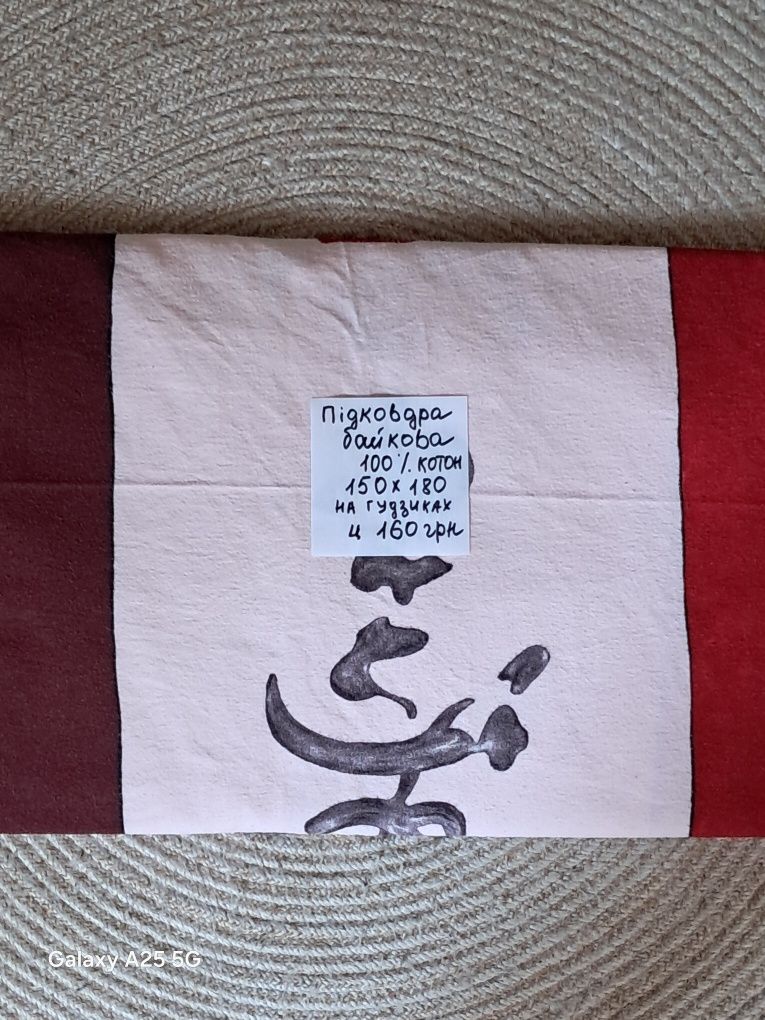 Підковдра
байкова
100% котон
150 х 180
на гудзиках
ц 160 грн
Galaxy A25 5G